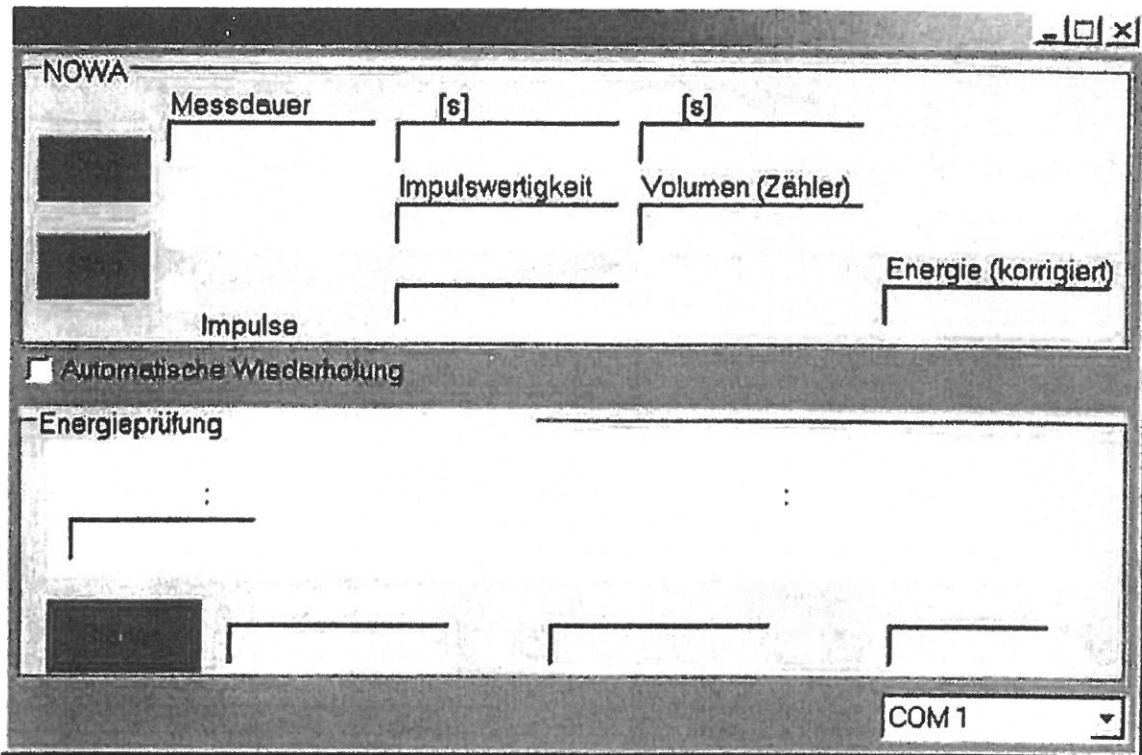 NOWA
Messdauer [s] [s]
Impulswertigkeit Volumen (Zähler)
Energie (korrigiert)
Impulse
Automatische Wiederholung
Energieprüfung
: :
COM 1